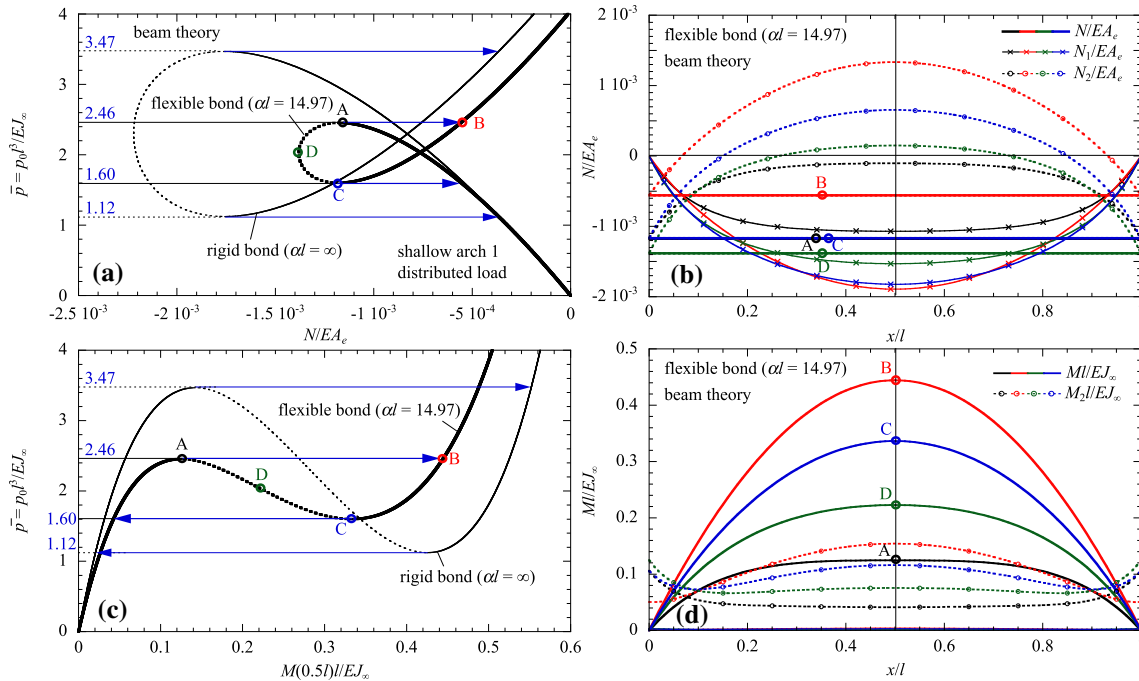 4
3
2
1
0
p̄ = p₀l³/EJ∞
3.47
2.46
1.60
1.12
beam theory
flexible bond (αl = 14.97)
A
B
D
C
rigid bond (αl = ∞)
shallow arch 1
distributed load
(a)
-2.5 10⁻³
-1.5 10⁻³
-1 10⁻³
-5 10⁻⁴
0
N/EAₑ
2 10⁻³
1 10⁻³
0
-1 10⁻³
-2 10⁻³
N/EAₑ
flexible bond (αl = 14.97)
beam theory
N/EAₑ
N₁/EAₑ
N₂/EAₑ
B
A
C
D
(b)
0
0.2
0.4
0.6
0.8
x/l
4
3
2
1
0
p̄ = p₀l³/EJ∞
3.47
2.46
1.60
1.12
flexible bond (αl = 14.97)
A
B
D
C
rigid bond (αl = ∞)
(c)
0
0.1
0.2
0.3
0.4
0.5
0.6
M(0.5l)l/EJ∞
0.5
0.4
0.3
0.2
0.1
0
Ml/EJ∞
flexible bond (αl = 14.97)
beam theory
Ml/EJ∞
M₂l/EJ∞
B
C
D
A
(d)
0
0.2
0.4
0.6
0.8
x/l